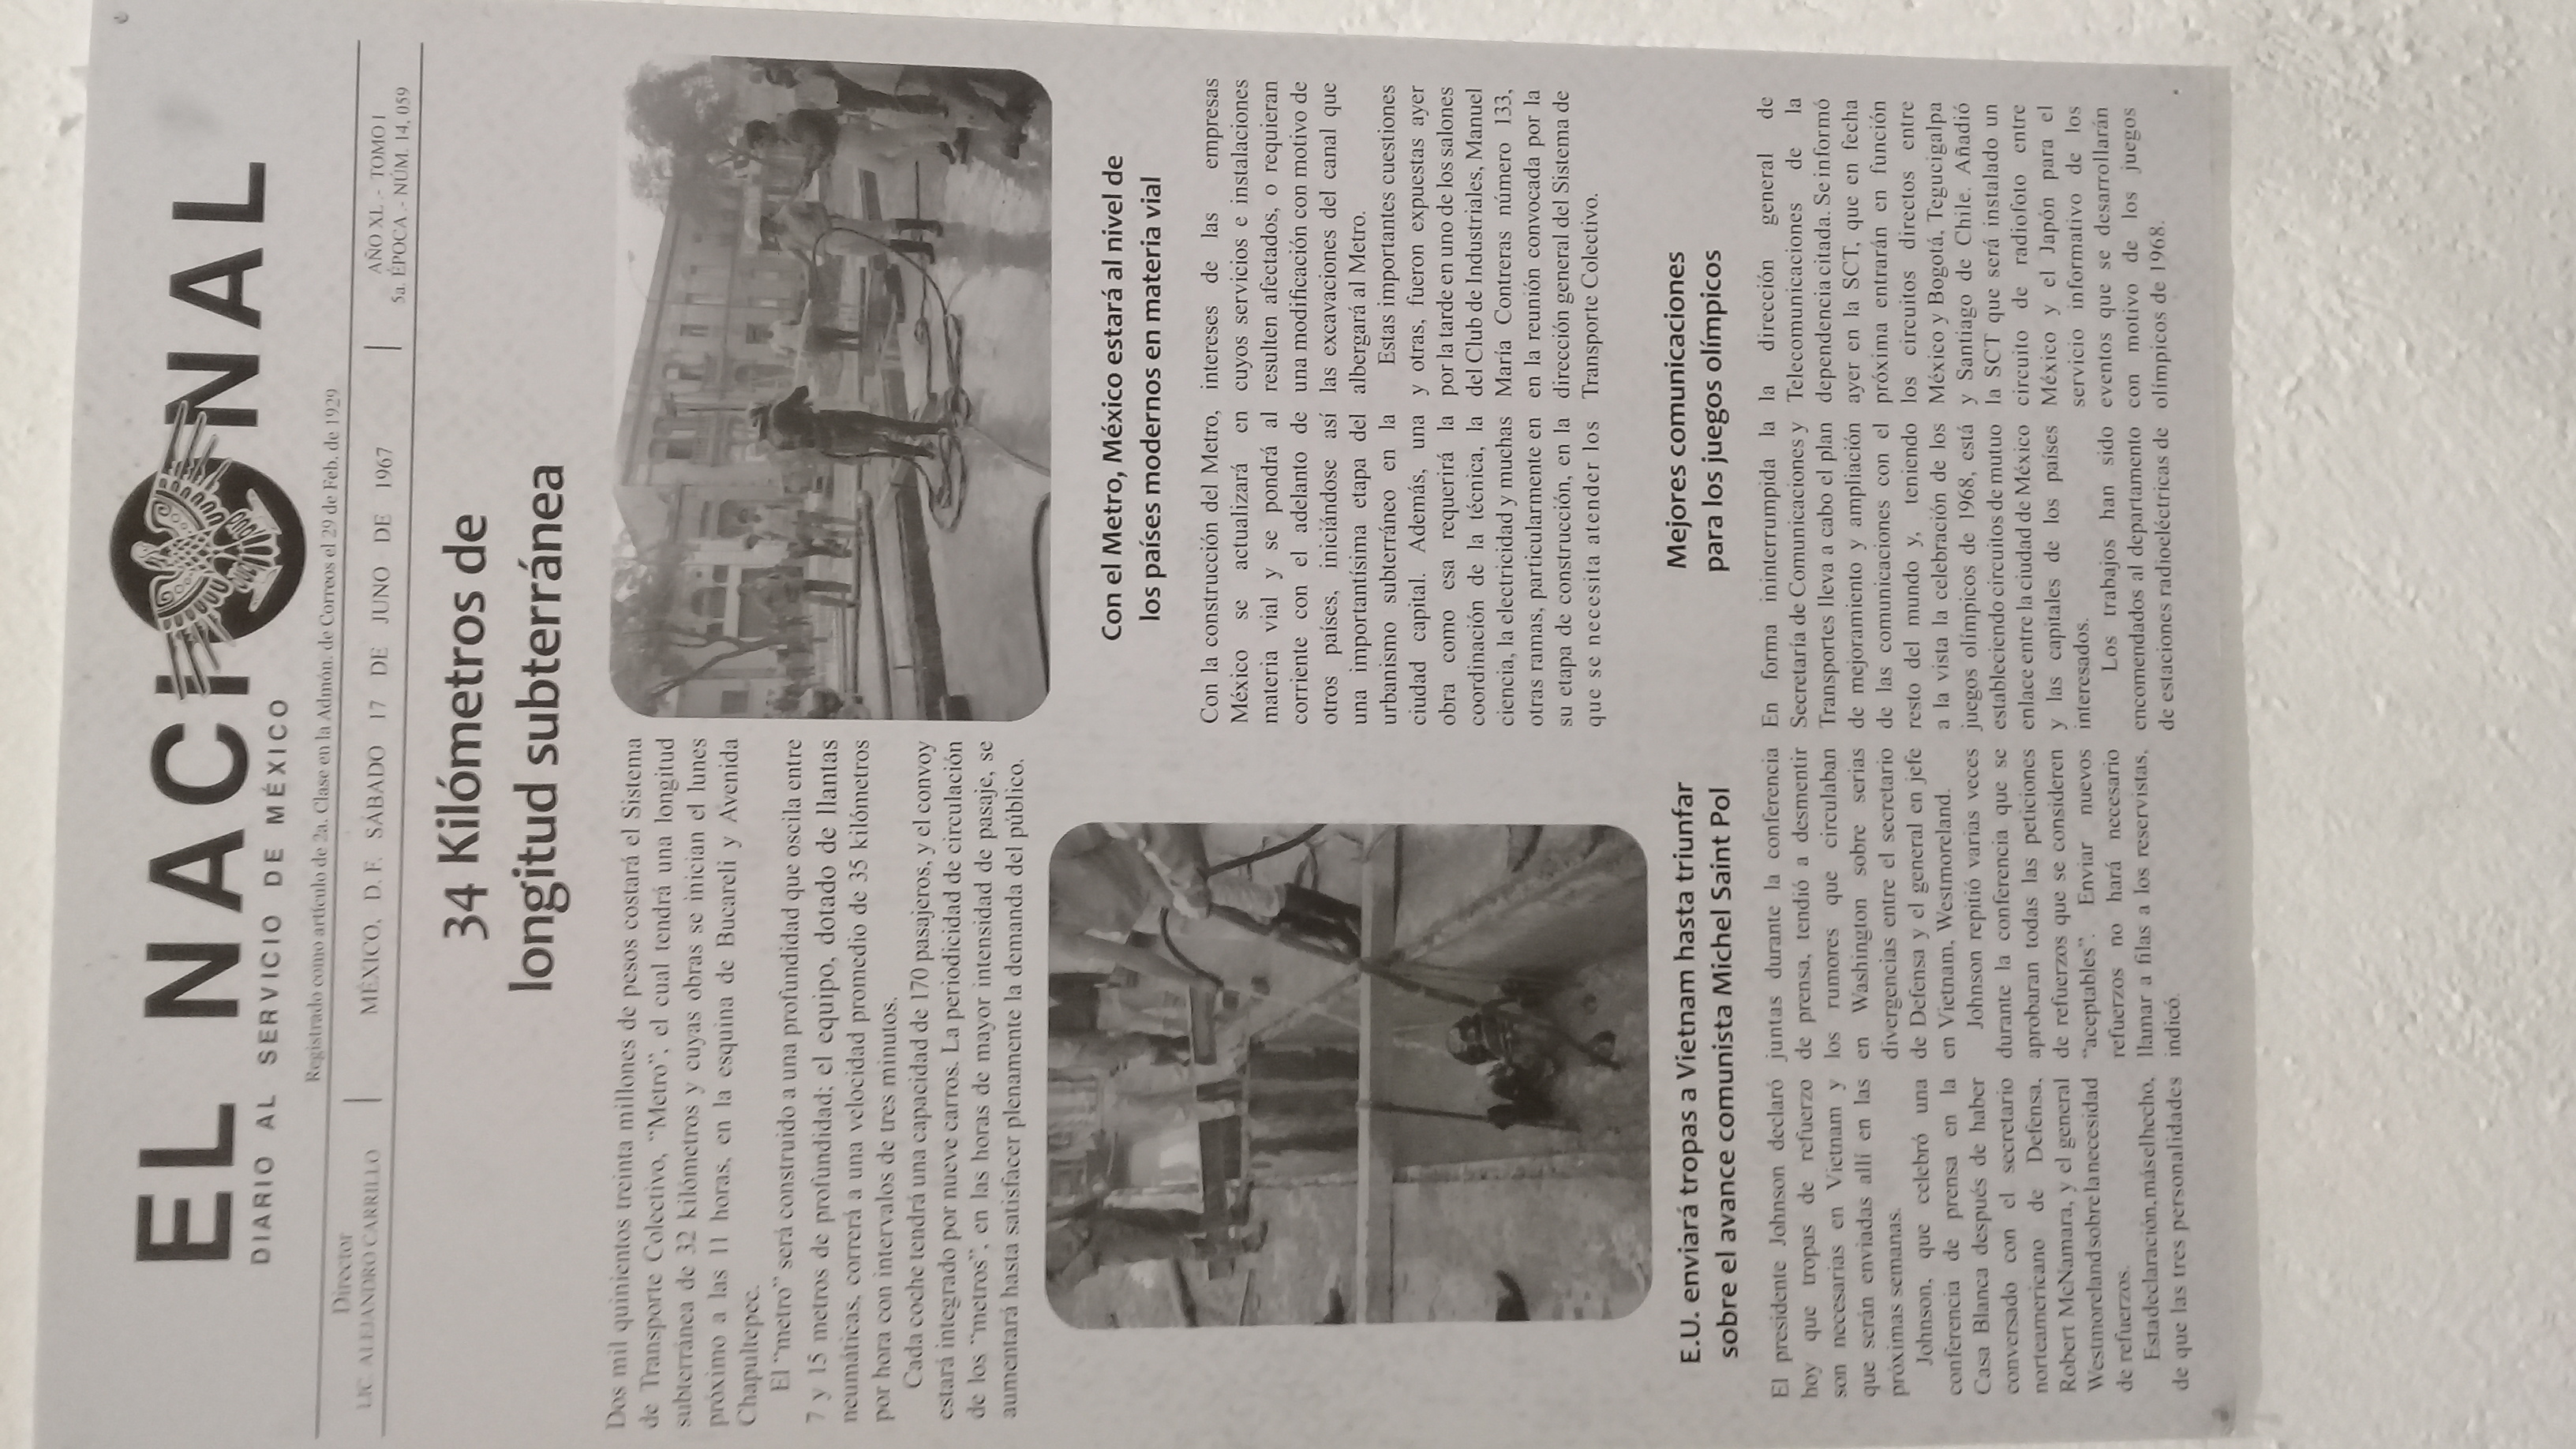 EL NACIONAL
DIARIO AL SERVICIO DE MÉXICO
Registrado como artículo de 2a. Clase en la Admón. de Correos el 29 de Feb. de 1929
Director
LIC. ALEJANDRO CARRILLO
MÉXICO, D. F. SÁBADO 17 DE JUNO DE 1967
AÑO XL .- TOMO I
5a. ÉPOCA .- NÚM. 14, 059
34 Kilómetros de
longitud subterránea
Dos mil quinientos treinta millones de pesos costará el Sistema
de Transporte Colectivo, “Metro”, el cual tendrá una longitud
subterránea de 32 kilómetros y cuyas obras se inician el lunes
próximo a las 11 horas, en la esquina de Bucareli y Avenida
Chapultepec.
El “metro” será construido a una profundidad que oscila entre
7 y 15 metros de profundidad; el equipo, dotado de llantas
neumáticas, correrá a una velocidad promedio de 35 kilómetros
por hora con intervalos de tres minutos.
Cada coche tendrá una capacidad de 170 pasajeros, y el convoy
estará integrado por nueve carros. La periodicidad de circulación
de los “metros”, en las horas de mayor intensidad de pasaje, se
aumentará hasta satisfacer plenamente la demanda del público.
Con el Metro, México estará al nivel de
los países modernos en materia vial
Con la construcción del Metro,
México se actualizará en
materia vial y se pondrá al
corriente con el adelanto de
otros países, iniciándose así
una importantísima etapa del
urbanismo subterráneo en la
ciudad capital. Además, una
obra como esa requerirá la
coordinación de la técnica, la
ciencia, la electricidad y muchas
otras ramas, particularmente en
su etapa de construcción, en la
que se necesita atender los
intereses de las empresas
cuyos servicios e instalaciones
resulten afectados, o requieran
una modificación con motivo de
las excavaciones del canal que
albergará al Metro.
Estas importantes cuestiones
y otras, fueron expuestas ayer
por la tarde en uno de los salones
del Club de Industriales, Manuel
María Contreras número 133,
en la reunión convocada por la
dirección general del Sistema de
Transporte Colectivo.
E.U. enviará tropas a Vietnam hasta triunfar
sobre el avance comunista Michel Saint Pol
El presidente Johnson declaró
hoy que tropas de refuerzo
son necesarias en Vietnam y
que serán enviadas allí en las
próximas semanas.
Johnson, que celebró una
conferencia de prensa en la
Casa Blanca después de haber
conversado con el secretario
norteamericano de Defensa,
Robert McNamara, y el general
Westmoreland sobre la necesidad
de refuerzos.
Esta declaración, más el hecho,
de que las tres personalidades
juntas durante la conferencia
de prensa, tendió a desmentir
los rumores que circulaban
en Washington sobre serias
divergencias entre el secretario
de Defensa y el general en jefe
en Vietnam, Westmoreland.
Johnson repitió varias veces
durante la conferencia que se
aprobaran todas las peticiones
de refuerzos que se consideren
“aceptables”. Enviar nuevos
refuerzos no hará necesario
llamar a filas a los reservistas,
indicó.
Mejores comunicaciones
para los juegos olímpicos
En forma ininterrumpida la
Secretaría de Comunicaciones y
Transportes lleva a cabo el plan
de mejoramiento y ampliación
de las comunicaciones con el
resto del mundo y, teniendo
a la vista la celebración de los
juegos olímpicos de 1968, está
estableciendo circuitos de mutuo
enlace entre la ciudad de México
y las capitales de los países
interesados.
Los trabajos han sido
encomendados al departamento
de estaciones radioeléctricas de
la dirección general de
Telecomunicaciones de la
dependencia citada. Se informó
ayer en la SCT, que en fecha
próxima entrarán en función
los circuitos directos entre
México y Bogotá, Tegucigalpa
y Santiago de Chile. Añadió
la SCT que será instalado un
circuito de radiofoto entre
México y el Japón para el
servicio informativo de los
eventos que se desarrollarán
con motivo de los juegos
olímpicos de 1968.